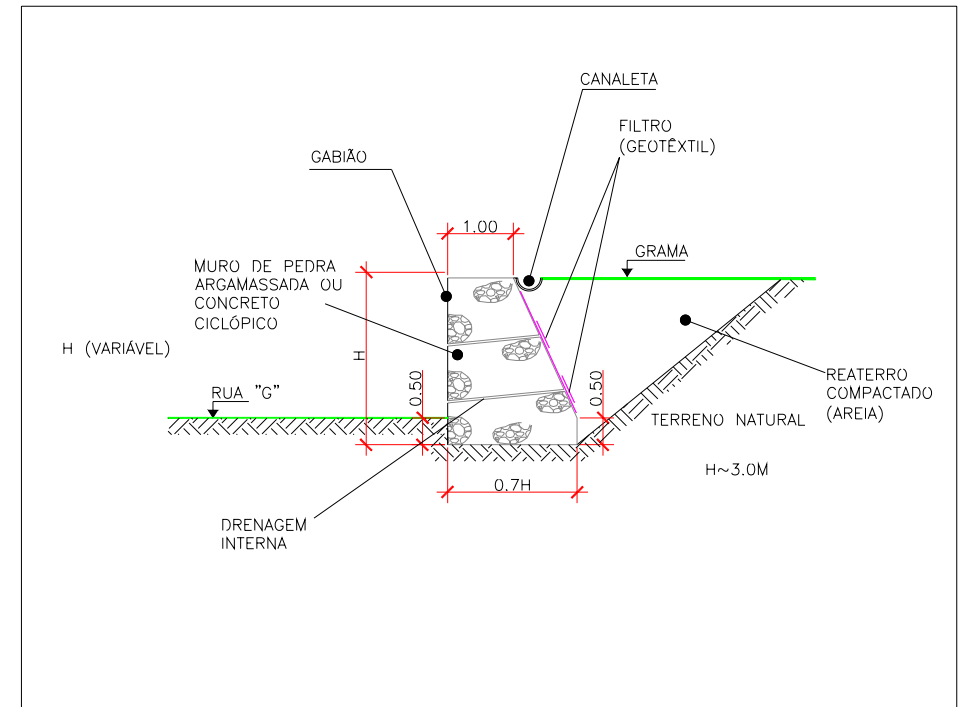 CANALETA
FILTRO
(GEOTÊXTIL)
GABIÃO
1.00
GRAMA
MURO DE PEDRA
ARGAMASSADA OU
CONCRETO
CICLÓPICO
H (VARIÁVEL)
H
RUA "G"
0.50
0.50
REATERRO
COMPACTADO
(AREIA)
TERRENO NATURAL
H~3.0M
0.7H
DRENAGEM
INTERNA